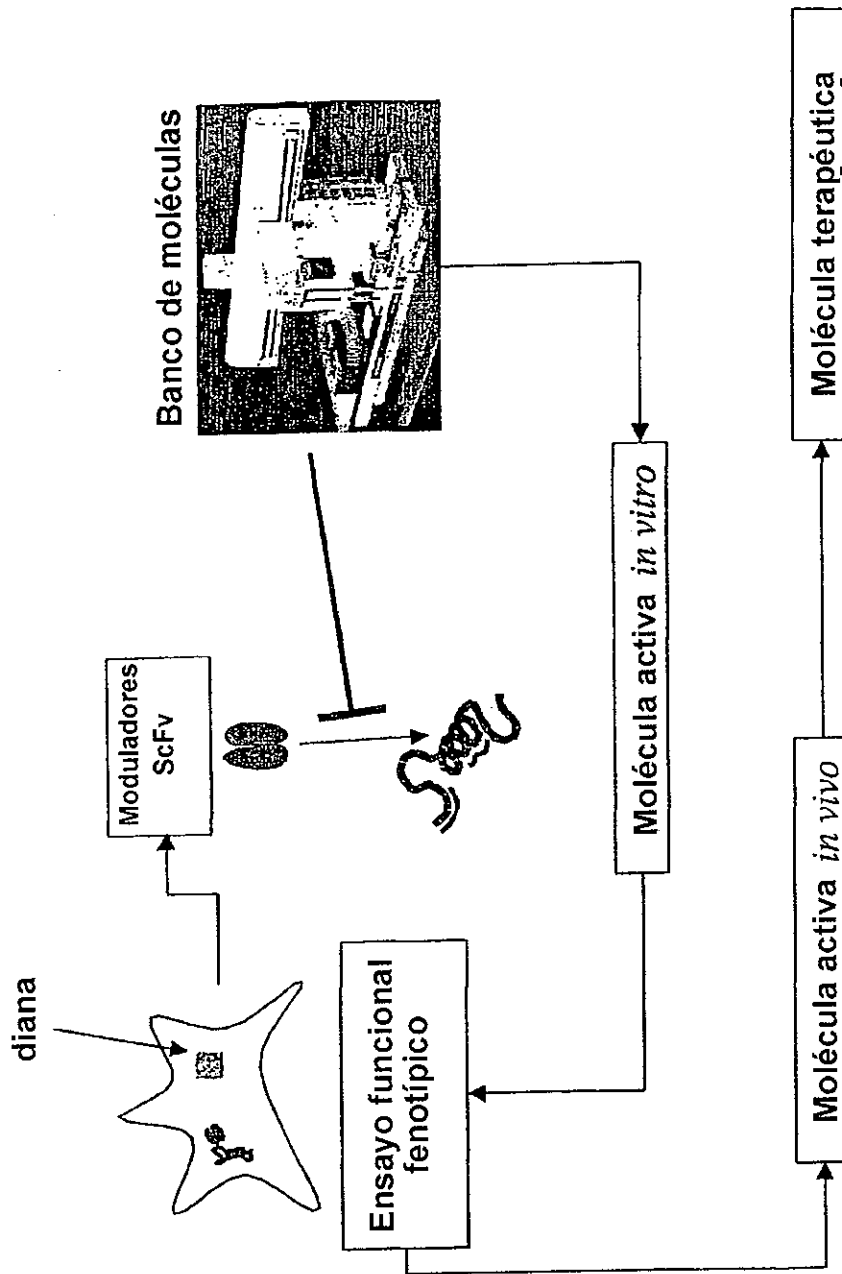 diana
Moduladores
ScFv
Banco de moléculas
Ensayo funcional
fenotípico
Molécula activa in vitro
Molécula activa in vivo
Molécula terapéutica